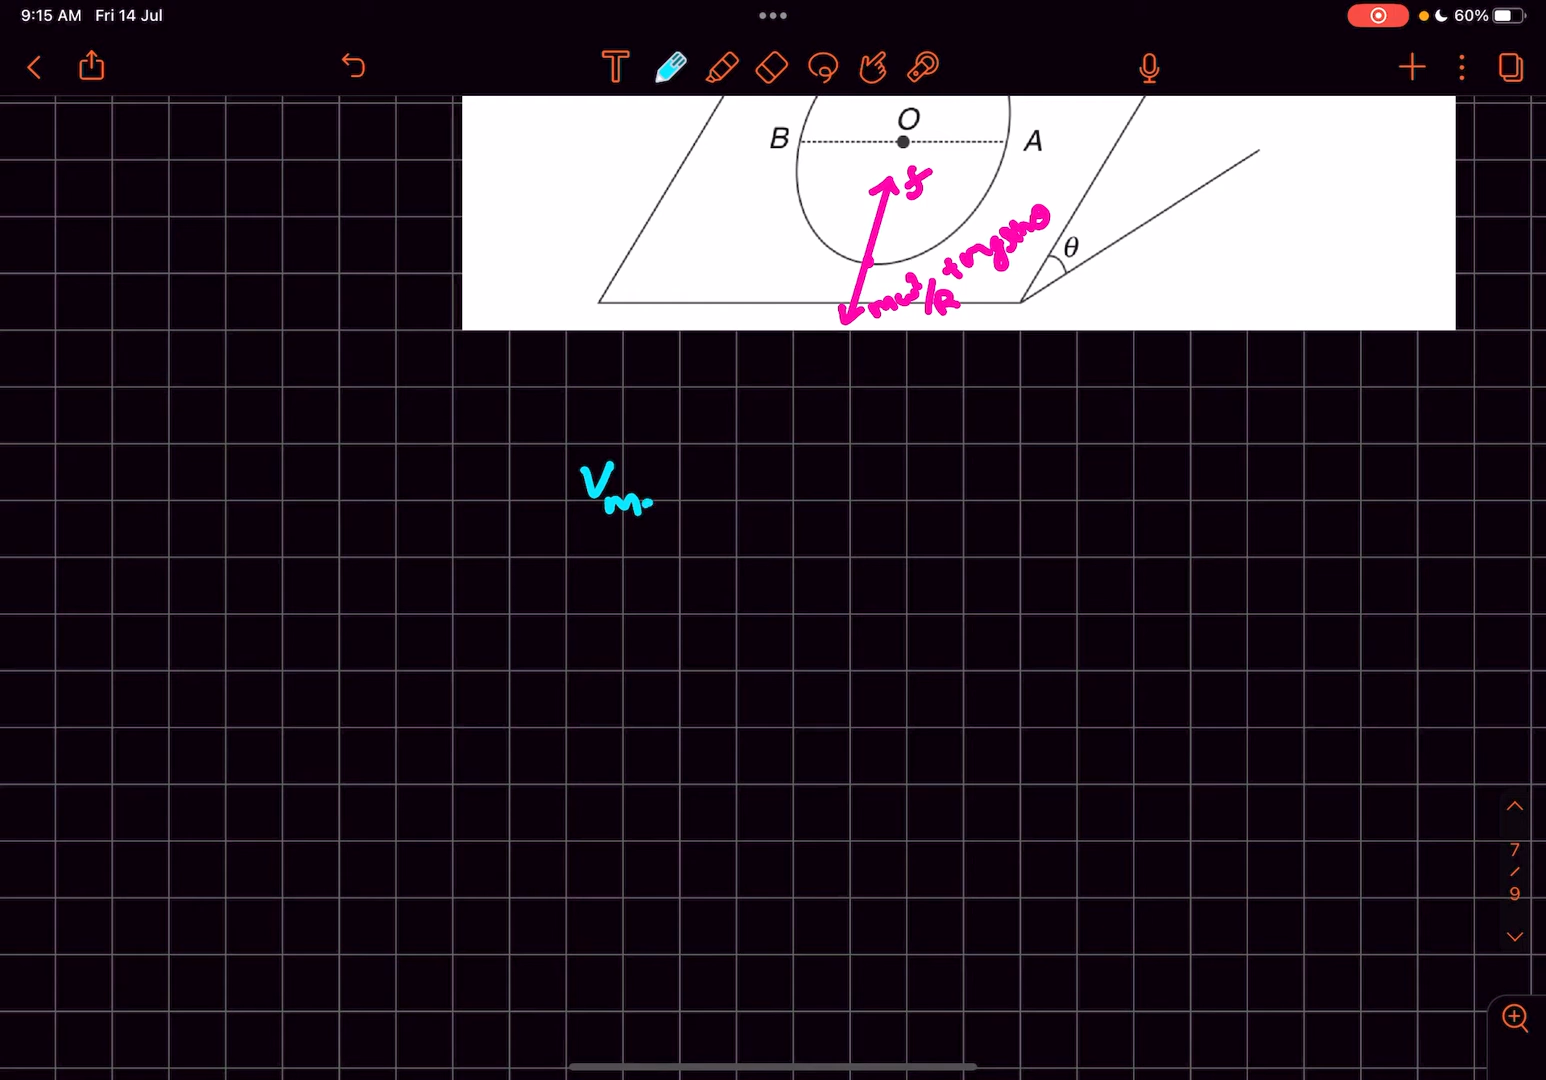 9:15 AM Fri 14 Jul
60%
T
B O A
f
θ
mv²/R + mg sinθ
Vm.
7
/
9